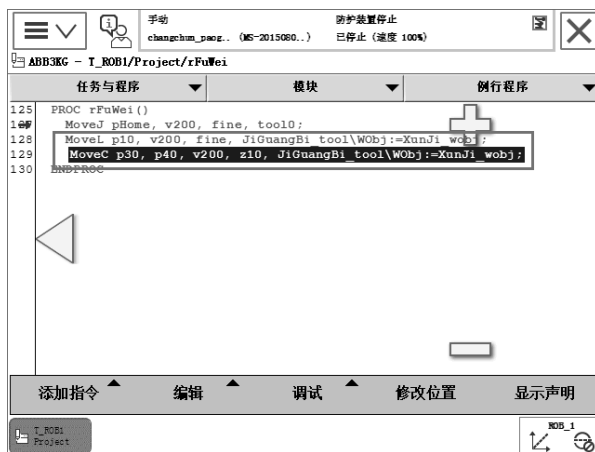 手动
防护装置停止
changchun_paog.. (MS-2015080..)
已停止 (速度 100%)
ABB3KG - T_ROB1/Project/rFuWei
任务与程序
模块
例行程序
125 PROC rFuWei()
MoveJ pHome, v200, fine, tool0;
128 MoveL p10, v200, fine, JiGuangBi_tool\WObj:=XunJi_wobj;
129 MoveC p30, p40, v200, z10, JiGuangBi_tool\WObj:=XunJi_wobj;
130 ENDPROC
添加指令
编辑
调试
修改位置
显示声明
T_ROB1
Project
ROB_1